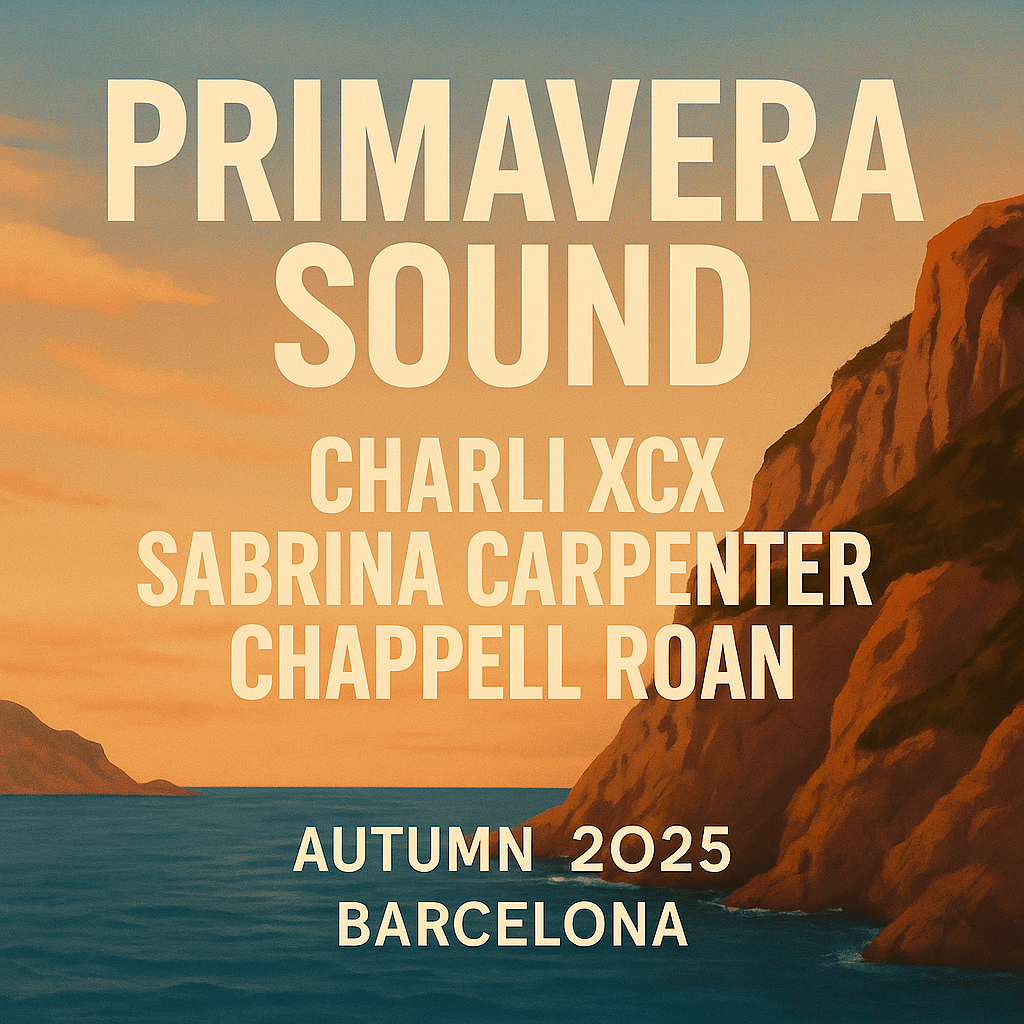 PRIMAVERA
SOUND
CHARLI XCX
SABRINA CARPENTER
CHAPPELL ROAN
AUTUMN 2025
BARCELONA